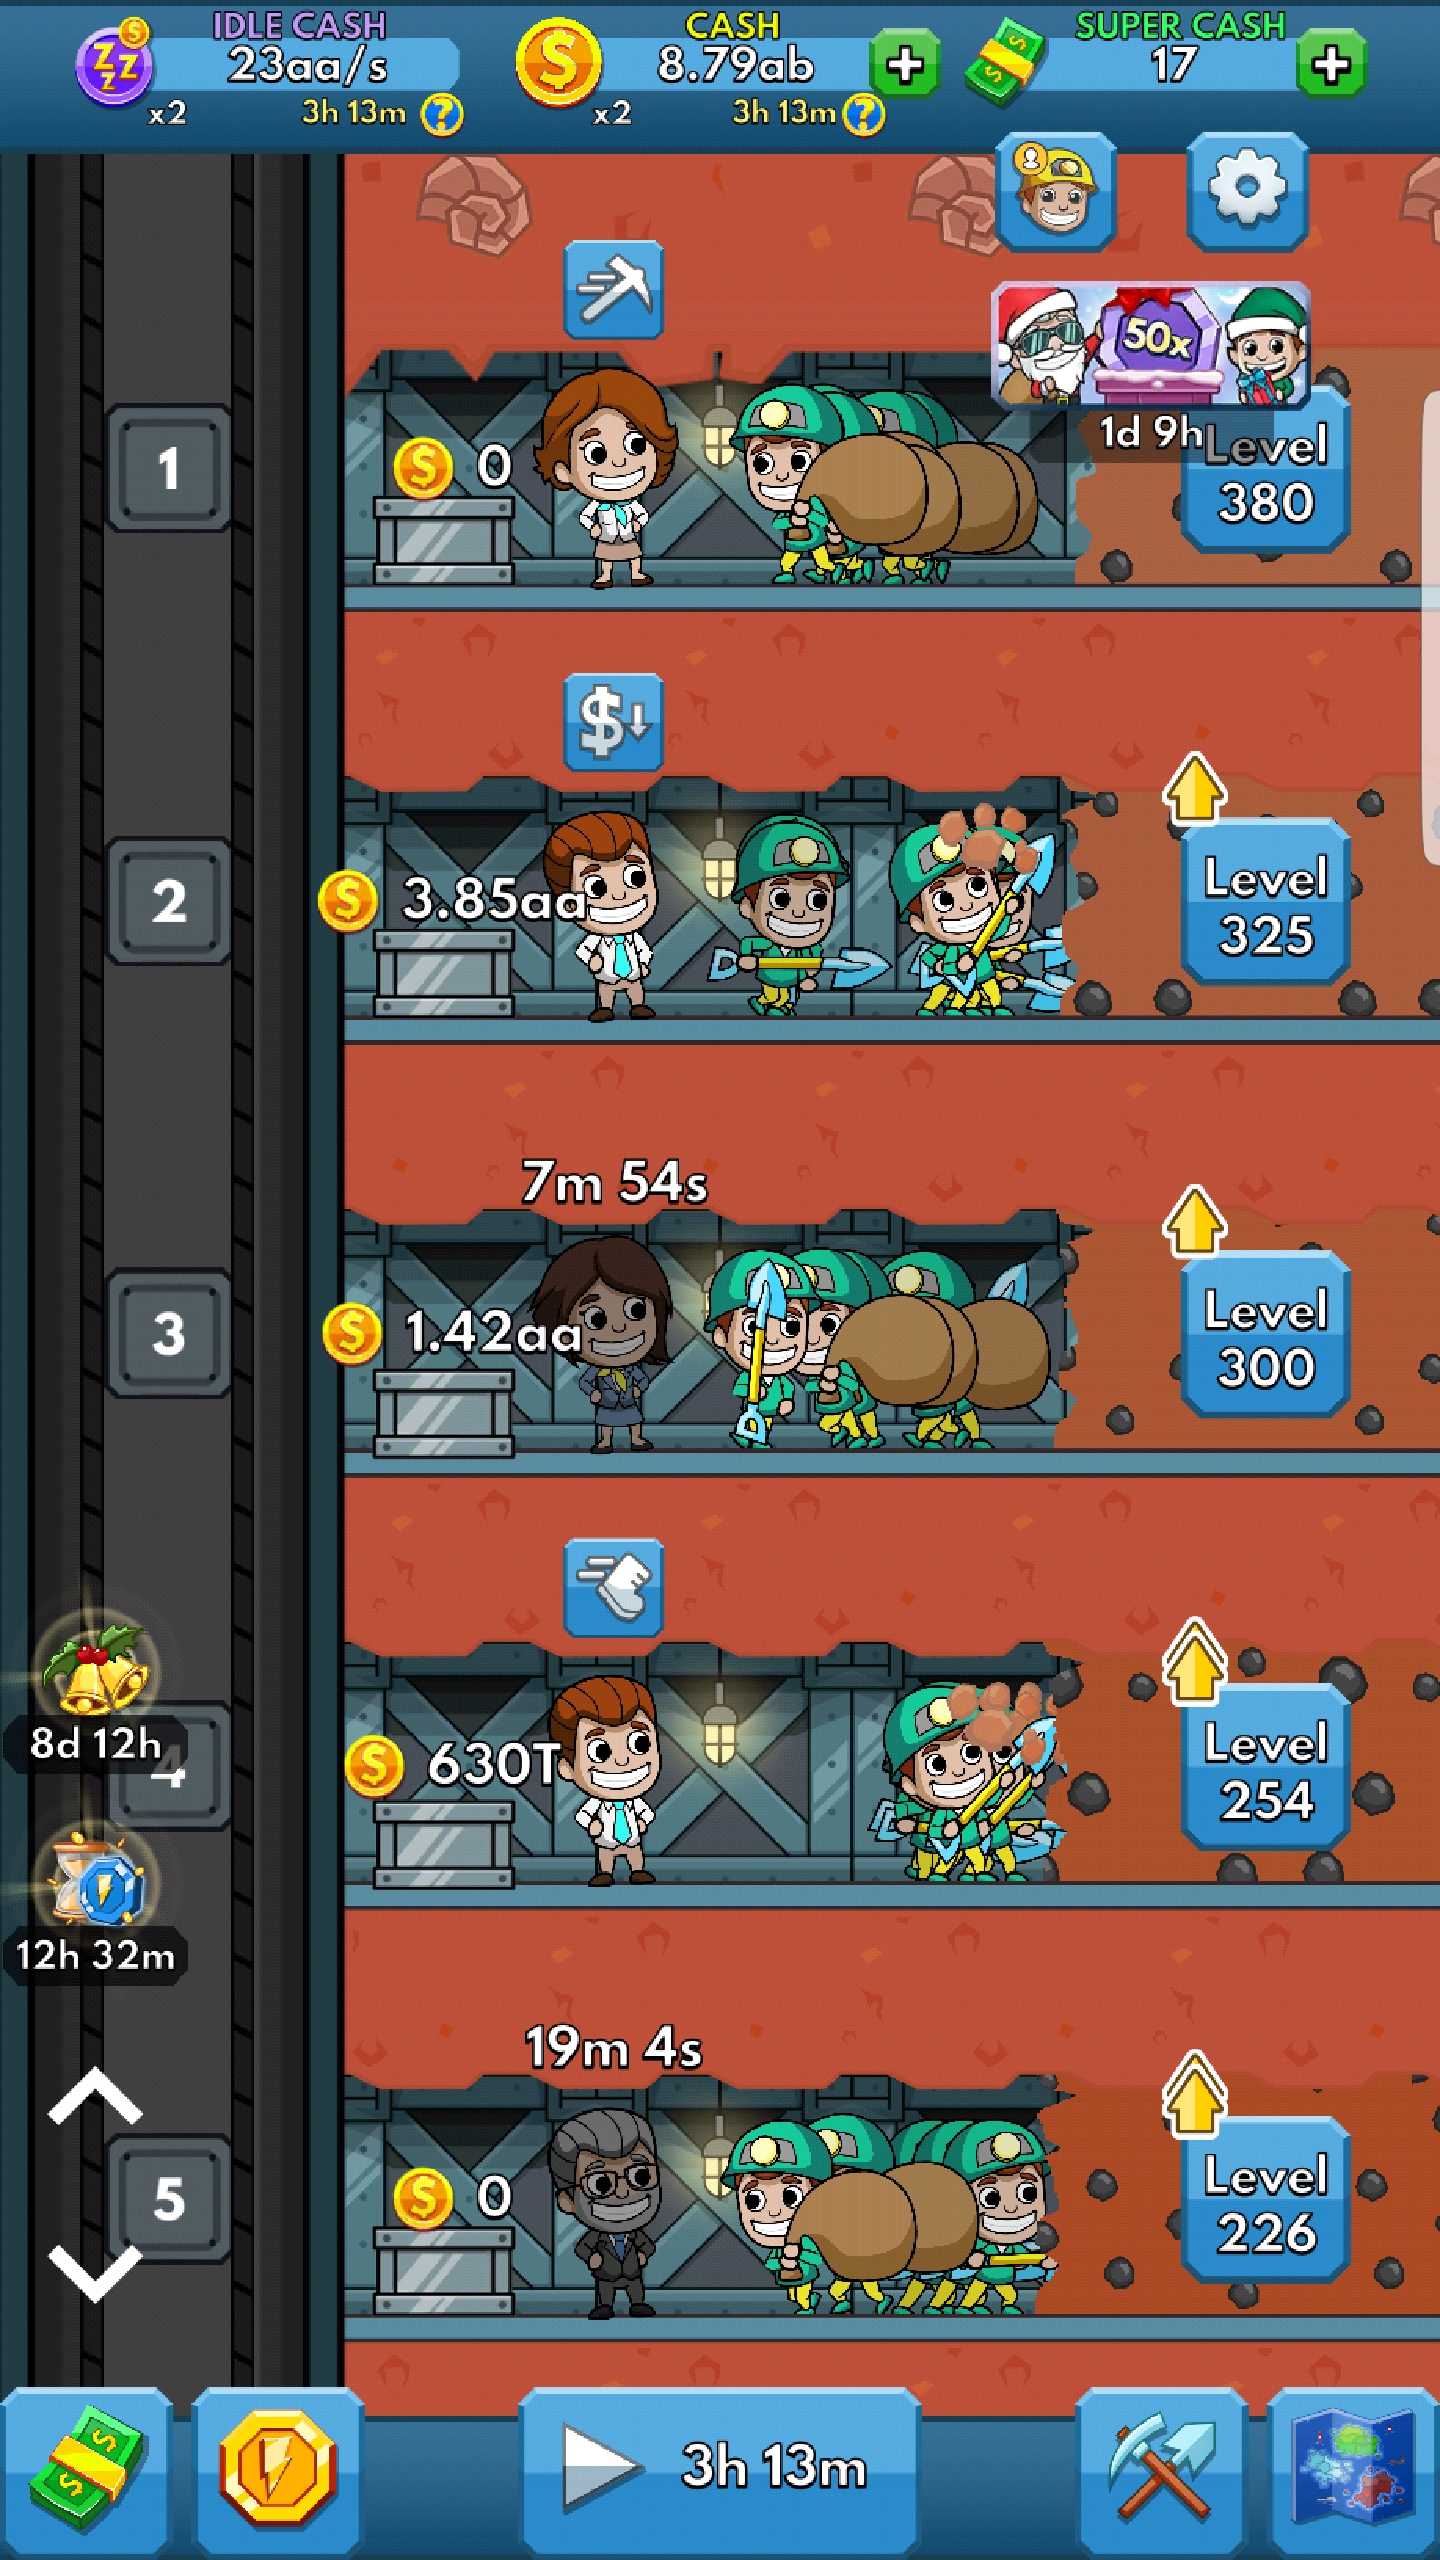 IDLE CASH
23aa/s
x2
3h 13m
?
CASH
8.79ab
x2
3h 13m
?
SUPER CASH
17
50x
1d 9h
1
0
Level
380
2
3.85aa
Level
325
7m 54s
3
1.42aa
Level
300
8d 12h
4
630T
Level
254
12h 32m
19m 4s
5
0
Level
226
3h 13m